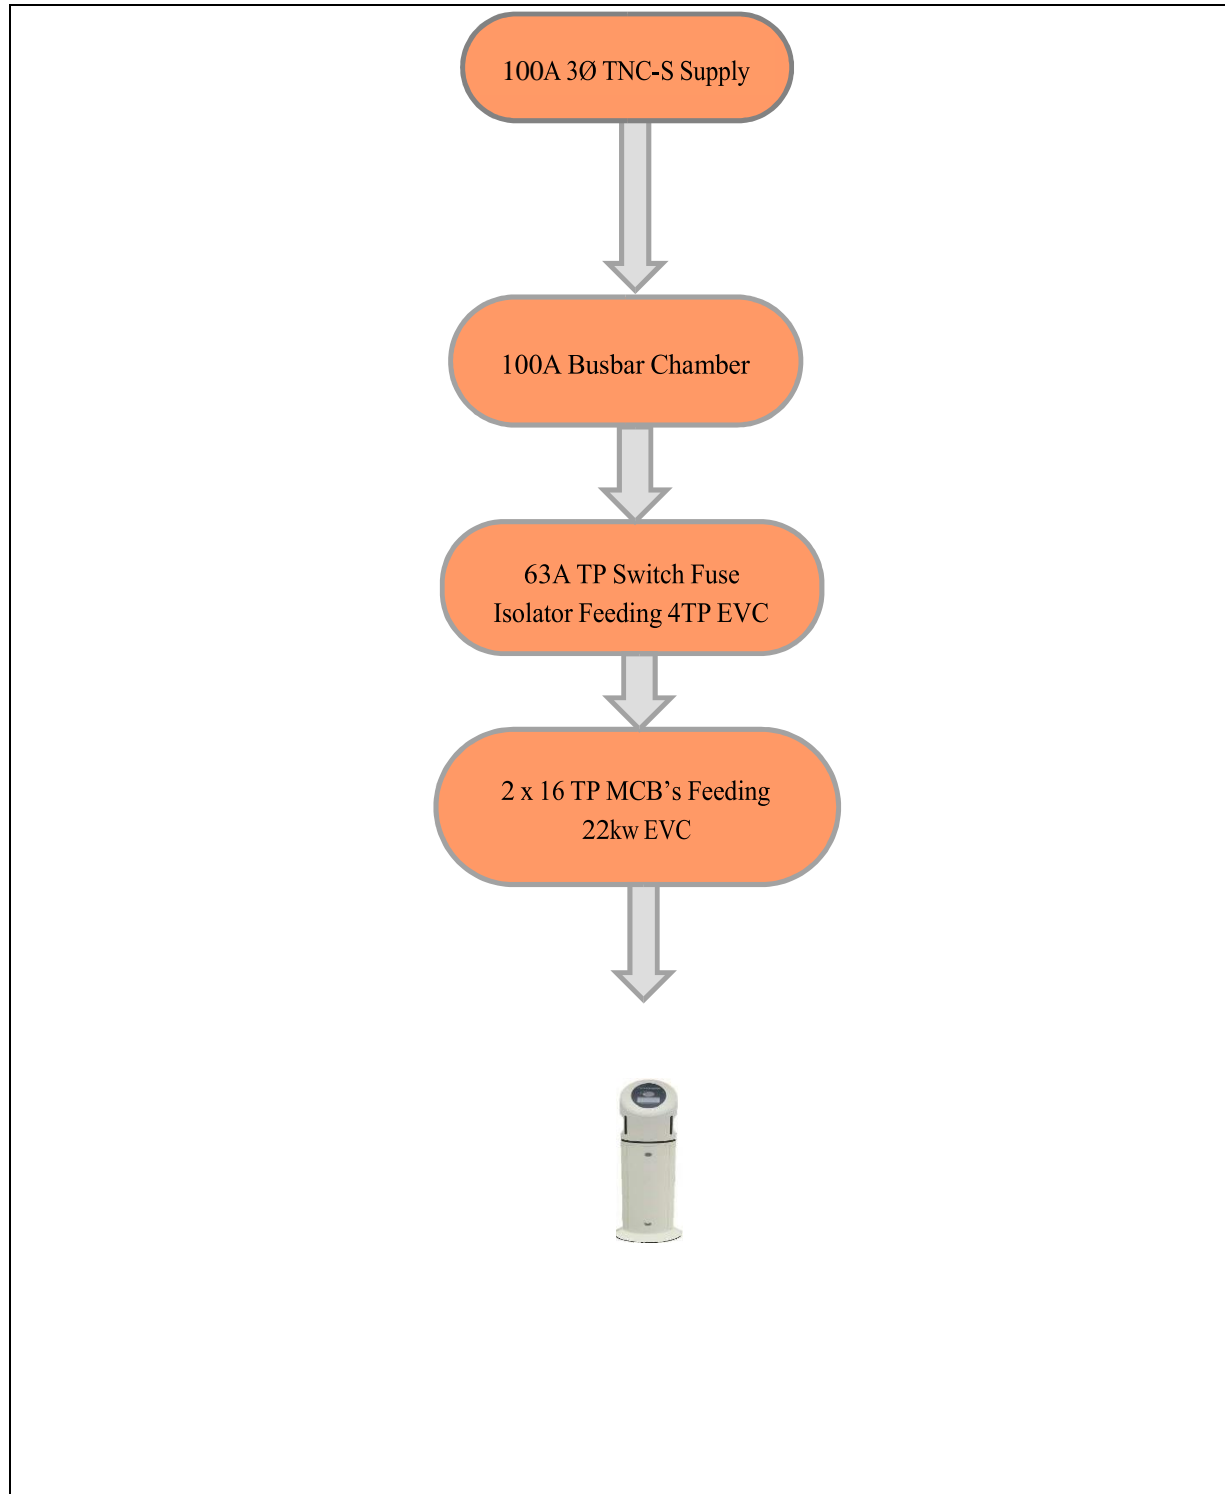 100A 3Ø TNC-S Supply
100A Busbar Chamber
63A TP Switch Fuse
Isolator Feeding 4TP EVC
2 x 16 TP MCB’s Feeding
22kw EVC